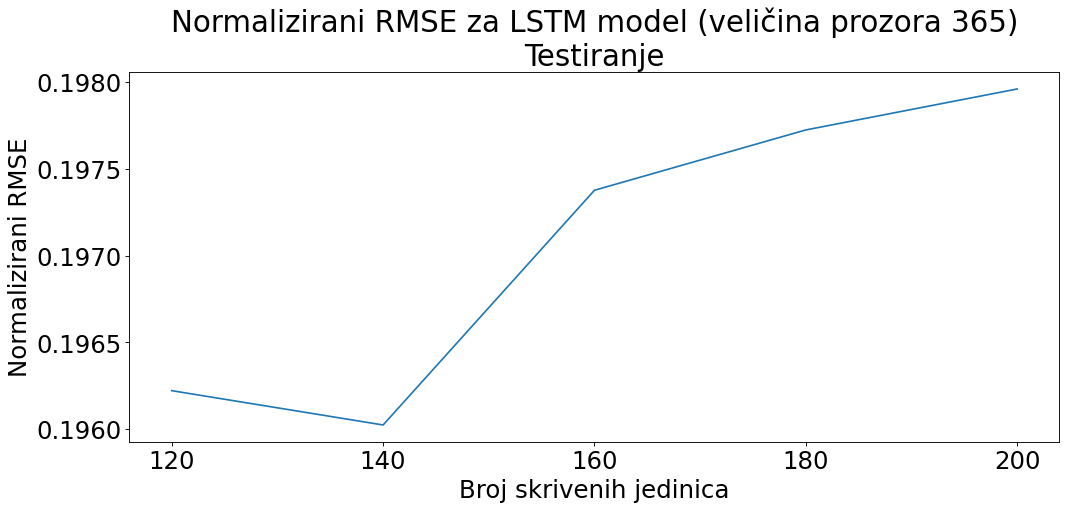 Normalizirani RMSE za LSTM model (veličina prozora 365)
Testiranje
Normalizirani RMSE
0.1980
0.1975
0.1970
0.1965
0.1960
120 140 160 180 200
Broj skrivenih jedinica